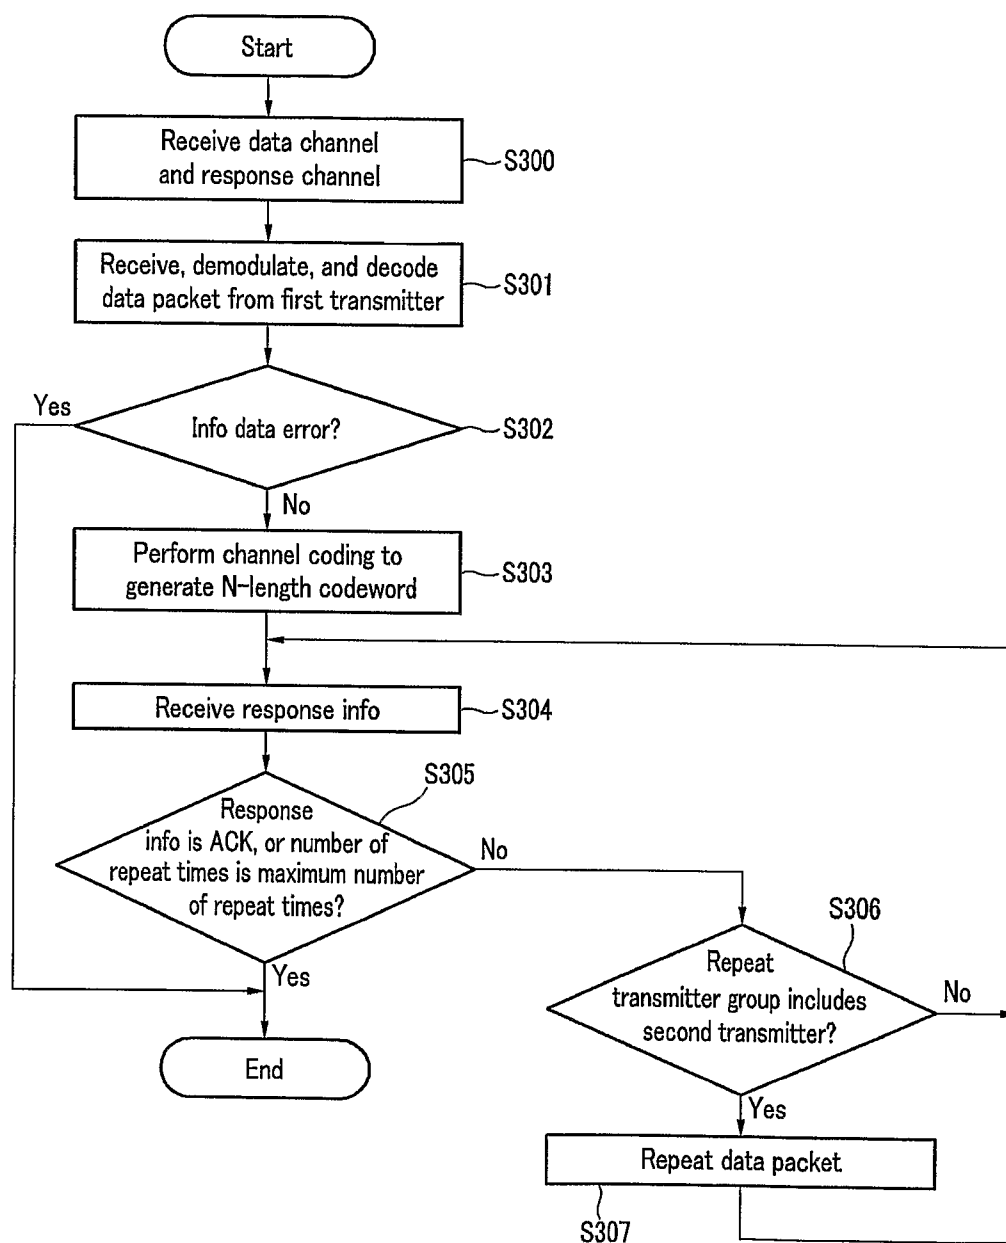 Start
Receive data channel
and response channel
S300
Receive, demodulate, and decode
data packet from first transmitter
S301
Yes
Info data error?
S302
No
Perform channel coding to
generate N-length codeword
S303
Receive response info
S304
S305
Response
info is ACK, or number of
repeat times is maximum number
of repeat times?
No
Yes
S306
Repeat
transmitter group includes
second transmitter?
No
End
Yes
Repeat data packet
S307